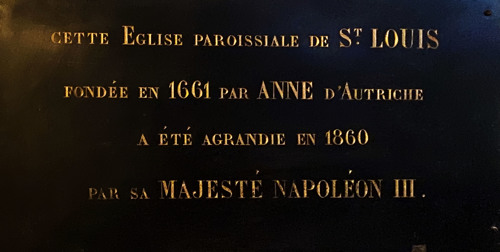 CETTE EGLISE PAROISSIALE DE ST LOUIS
FONDÉE EN 1661 PAR ANNE D'AUTRICHE
A ÉTÉ AGRANDIE EN 1860
PAR SA MAJESTÉ NAPOLÉON III.